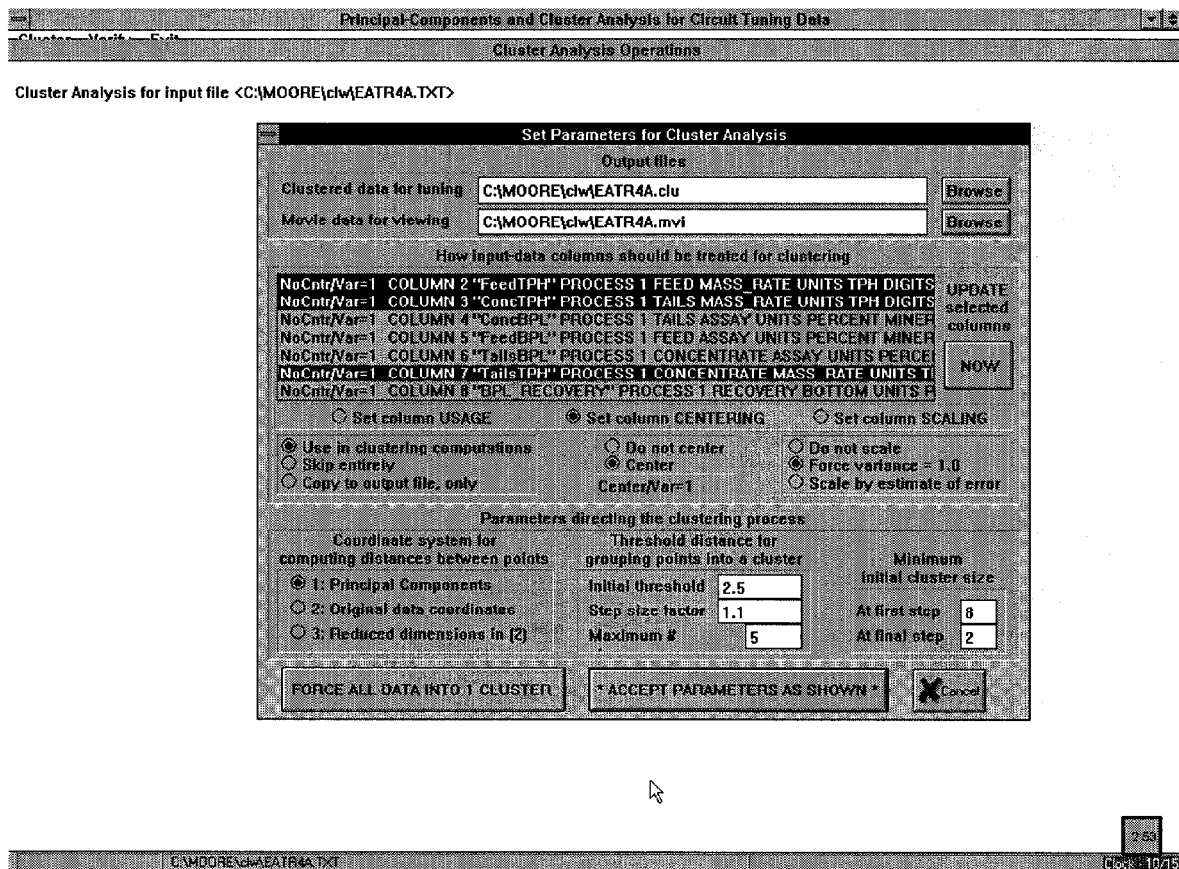 Principal-Components and Cluster Analysis for Circuit Tuning Data
Cluster Verify Exit
Cluster Analysis Operations
Cluster Analysis for input file <C:\MOORE\clw\EATR4A.TXT>
Set Parameters for Cluster Analysis
Output files
Clustered data for tuning C:\MOORE\clw\EATR4A.clu Browse
Movie data for viewing C:\MOORE\clw\EATR4A.mvi Browse
How input-data columns should be treated for clustering
NoCntr/Var=1 COLUMN 2 "FeedTPH" PROCESS 1 FEED MASS_RATE UNITS TPH DIGITS
NoCntr/Var=1 COLUMN 3 "ConcTPH" PROCESS 1 TAILS MASS_RATE UNITS TPH DIGITS
NoCntr/Var=1 COLUMN 4 "ConcBPL" PROCESS 1 TAILS ASSAY UNITS PERCENT MINER
NoCntr/Var=1 COLUMN 5 "FeedBPL" PROCESS 1 FEED ASSAY UNITS PERCENT MINER
NoCntr/Var=1 COLUMN 6 "TailsBPL" PROCESS 1 CONCENTRATE ASSAY UNITS PERCE
NoCntr/Var=1 COLUMN 7 "TailsTPH" PROCESS 1 CONCENTRATE MASS_RATE UNITS T
NoCntr/Var=1 COLUMN 8 "BPL_RECOVERY" PROCESS 1 RECOVERY BOTTOM UNITS P
UPDATE
selected
columns
NOW
Set column USAGE Set column CENTERING Set column SCALING
Use in clustering computations Do not center Do not scale
Skip entirely Center Force variance = 1.0
Copy to output file, only Center/Var=1 Scale by estimate of error
Parameters directing the clustering process
Coordinate system for
computing distances between points
1: Principal Components
2: Original data coordinates
3: Reduced dimensions in (2)
Threshold distance for
grouping points into a cluster
Initial threshold 2.5
Step size factor 1.1
Maximum # 5
Minimum
initial cluster size
At first step 8
At final step 2
FORCE ALL DATA INTO 1 CLUSTER * ACCEPT PARAMETERS AS SHOWN * Cancel
2:53
C:\MOORE\clw\EATR4A.TXT Clock - 10/15